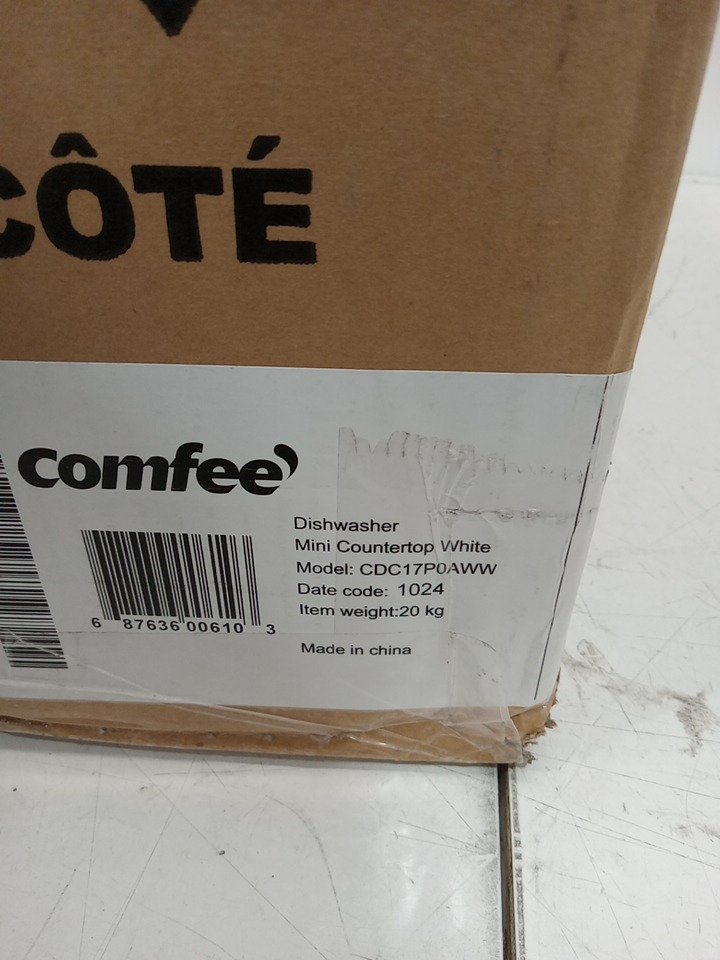 CÔTÉ
comfee
Dishwasher
Mini Countertop White
Model: CDC17P0AWW
Date code: 1024
Item weight:20 kg
6 87636 00610 3
Made in china